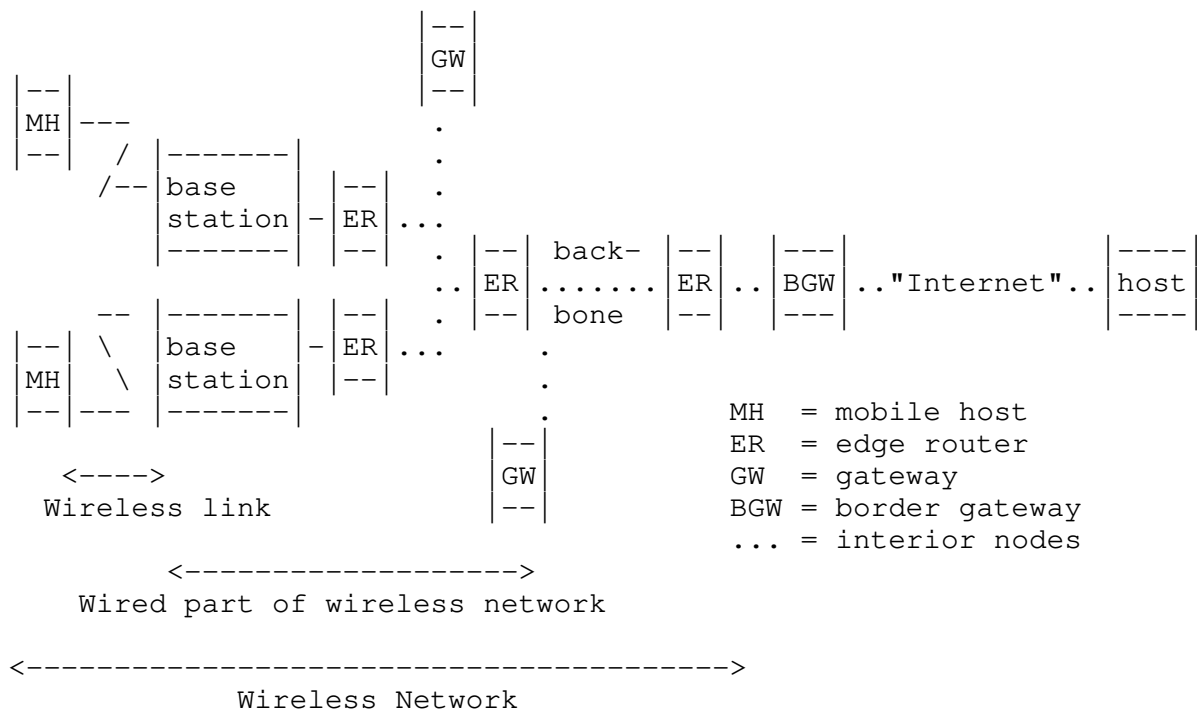 |--|
|GW|
|--| |--|
|MH|--- .
|--| / |-------| .
/--|base | |--| .
|station|-|ER|...
|-------| |--| . |--| back- |--| |---| |----|
..|ER|.......|ER|..|BGW|.."Internet"..|host|
-- |-------| |--| . |--| bone |--| |---| |----|
|--| \ |base |-|ER|... .
|MH| \ |station| |--| .
|--|--- |-------| . MH = mobile host
|--| ER = edge router
<----> |GW| GW = gateway
Wireless link |--| BGW = border gateway
... = interior nodes
<------------------->
Wired part of wireless network
<---------------------------------------->
Wireless Network